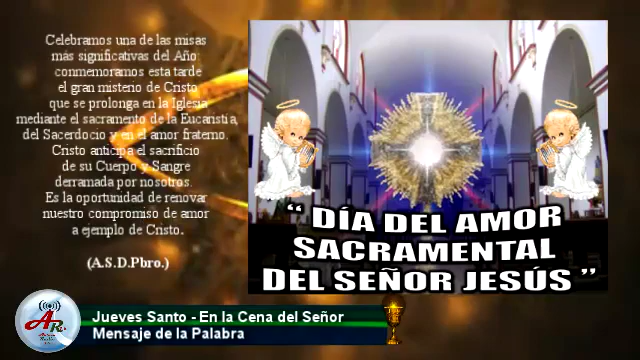 Celebramos una de las misas
más significativas del Año:
conmemoramos esta tarde
el gran misterio de Cristo
que se prolonga en la Iglesia
mediante el sacramento de la Eucaristía,
del Sacerdocio y en el amor fraterno.
Cristo anticipa el sacrificio
de su Cuerpo y Sangre
derramada por nosotros.
Es la oportunidad de renovar
nuestro compromiso de amor
a ejemplo de Cristo.
(A.S.D.Pbro.)
“ DÍA DEL AMOR
SACRAMENTAL
DEL SEÑOR JESÚS ”
AR
Jueves Santo - En la Cena del Señor
Mensaje de la Palabra